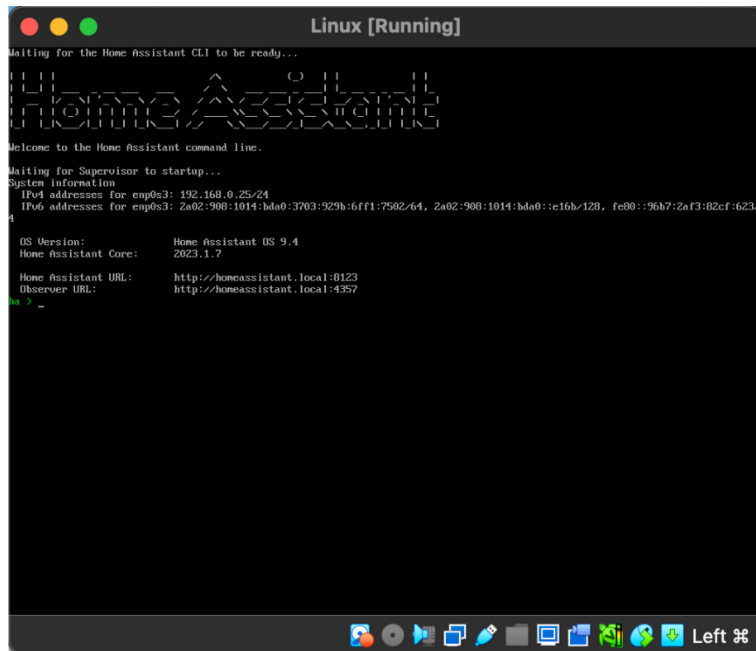 Linux [Running]
Waiting for the Home Assistant CLI to be ready...
Home Assistant
Welcome to the Home Assistant command line.
Waiting for Supervisor to startup...
System information
IPv4 addresses for enp0s3: 192.168.0.25/24
IPv6 addresses for enp0s3: 2a02:908:1014:bda0:3703:929b:6ff1:7502/64, 2a02:908:1014:bda0::e16b/128, fe80::96b7:2af3:82cf:623
4
OS Version: Home Assistant OS 9.4
Home Assistant Core: 2023.1.7
Home Assistant URL: http://homeassistant.local:8123
Observer URL: http://homeassistant.local:4357
ha > _
Left ⌘